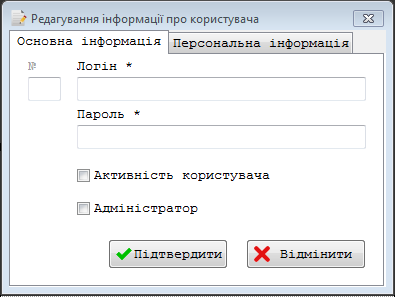 Редагування інформації про користувача
Основна інформація Персональна інформація
№ Логін *
Пароль *
Активність користувача
Адміністратор
Підтвердити Відмінити